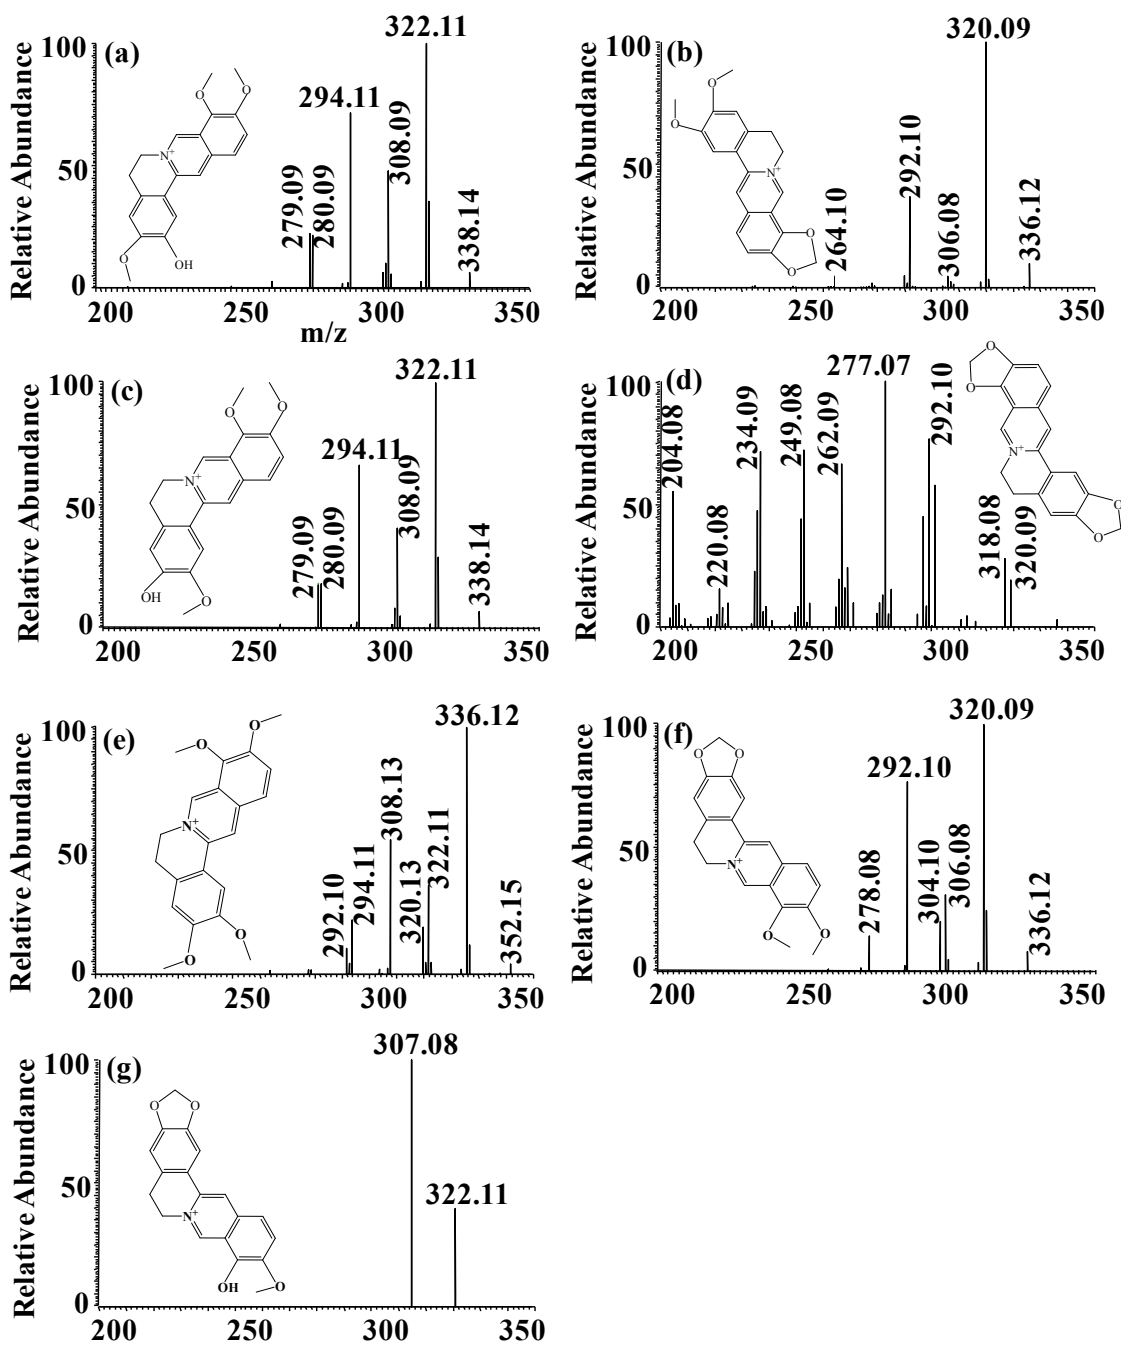 (a)
Relative Abundance
100
50
0
322.11
294.11
308.09
279.09
280.09
338.14
O
O
N+
O
OH
200 250 300 350
m/z
(b)
Relative Abundance
100
50
0
320.09
292.10
264.10
306.08
336.12
O
O
N+
O
O
200 250 300 350
(c)
Relative Abundance
100
50
0
322.11
294.11
308.09
279.09
280.09
338.14
O
O
N+
OH
O
200 250 300 350
(d)
Relative Abundance
100
50
0
277.07
204.08
234.09
249.08
262.09
292.10
220.08
318.08
320.09
O
O
N+
O
O
200 250 300 350
(e)
Relative Abundance
100
50
0
336.12
308.13
292.10
294.11
320.13
322.11
352.15
O
O
N+
O
O
200 250 300 350
(f)
Relative Abundance
100
50
0
320.09
292.10
278.08
304.10
306.08
336.12
O O
N+
O
O
200 250 300 350
(g)
Relative Abundance
100
50
0
307.08
322.11
O O
N+
OH
O
200 250 300 350